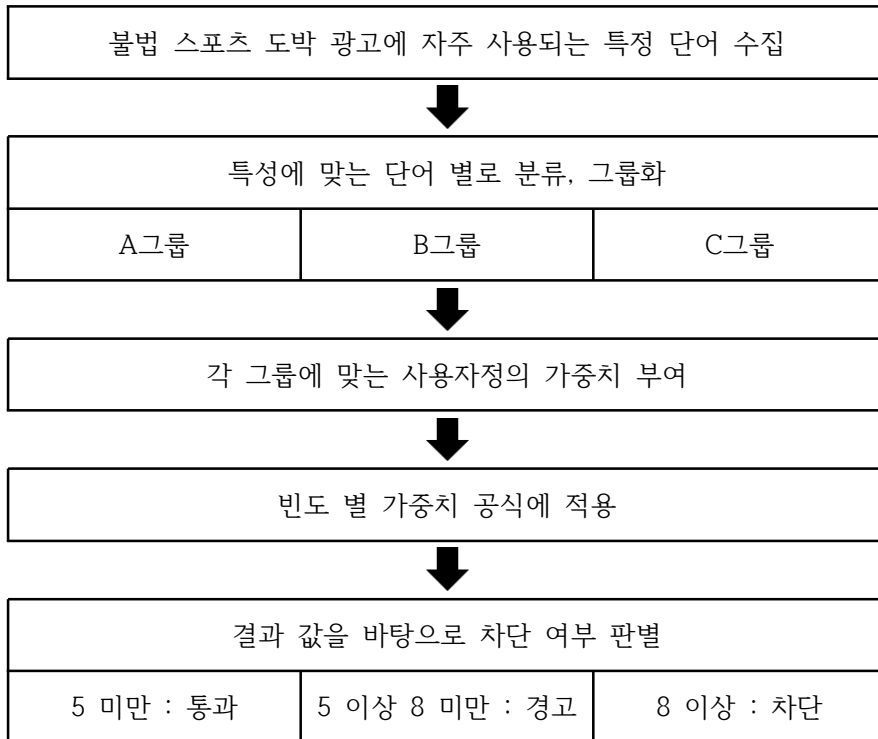 불법 스포츠 도박 광고에 자주 사용되는 특정 단어 수집
특성에 맞는 단어 별로 분류, 그룹화
A그룹
B그룹
C그룹
각 그룹에 맞는 사용자정의 가중치 부여
빈도 별 가중치 공식에 적용
결과 값을 바탕으로 차단 여부 판별
5 미만 : 통과
5 이상 8 미만 : 경고
8 이상 : 차단